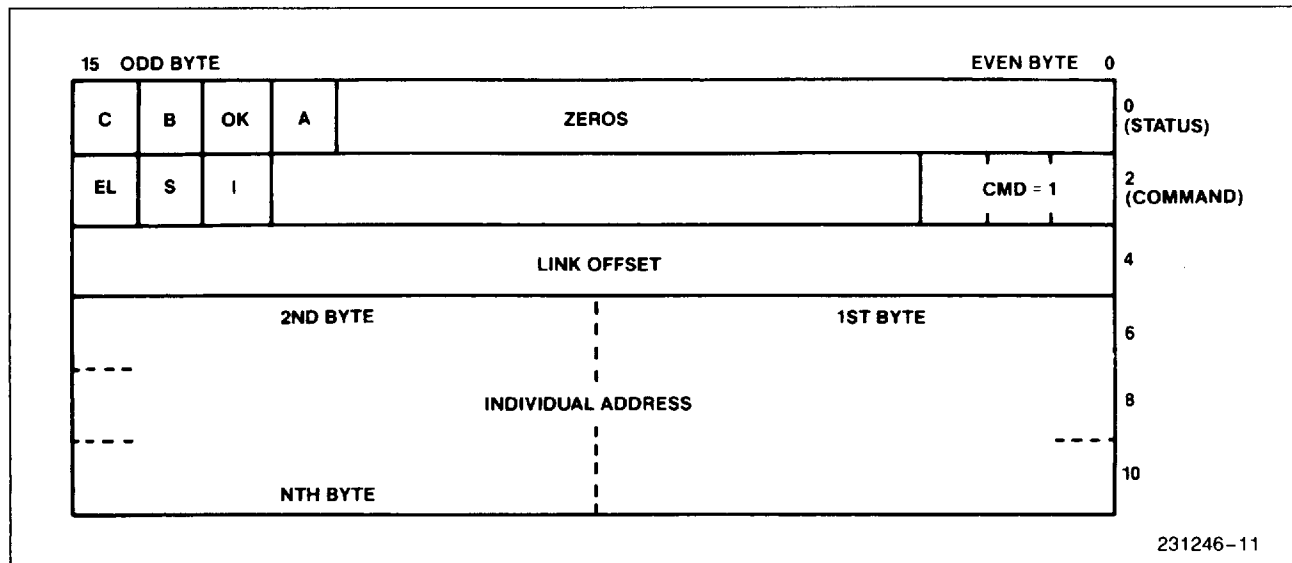 15 ODD BYTE EVEN BYTE 0
C B OK A ZEROS 0
(STATUS)
EL S I CMD = 1 2
(COMMAND)
LINK OFFSET 4
2ND BYTE 1ST BYTE 6
INDIVIDUAL ADDRESS 8
NTH BYTE 10
231246-11